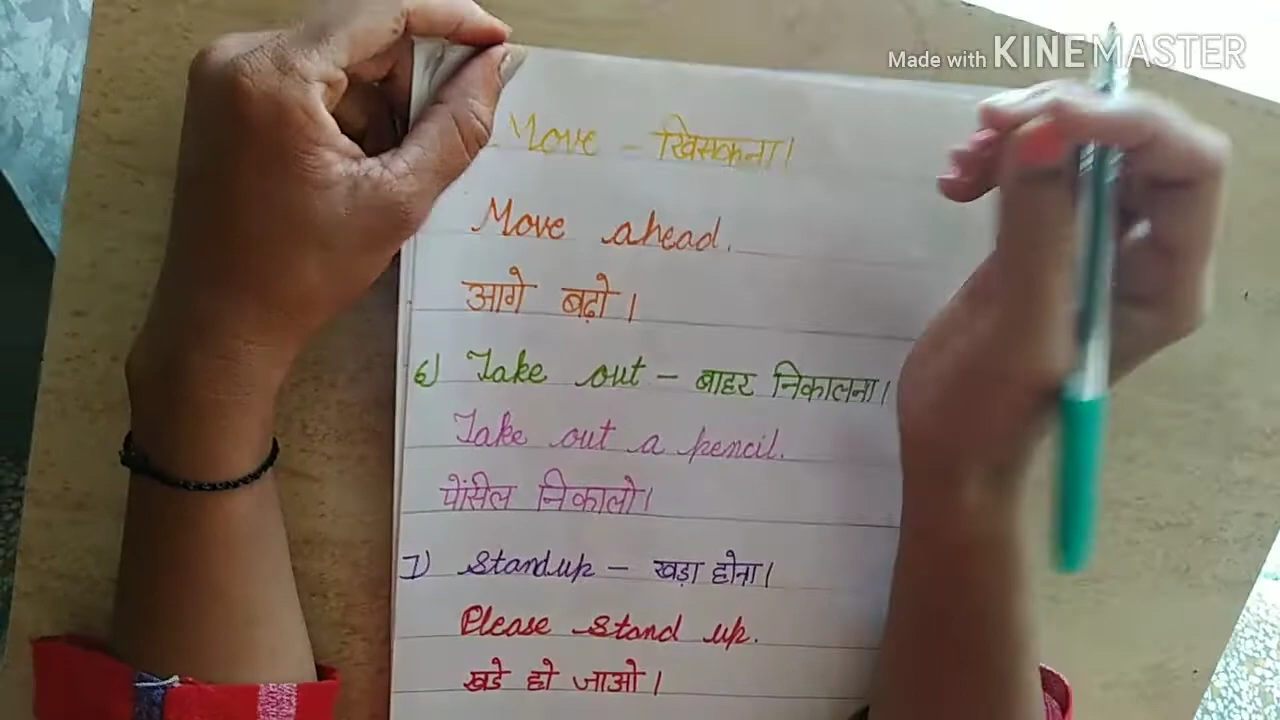 Made with KINEMASTER
Move - खिसकना।
Move ahead.
आगे बढ़ो।
6) Take out - बाहर निकालना।
Take out a pencil.
पेंसील निकालो।
7) Standup - खड़ा होना।
Please stand up.
खडे हो जाओ।